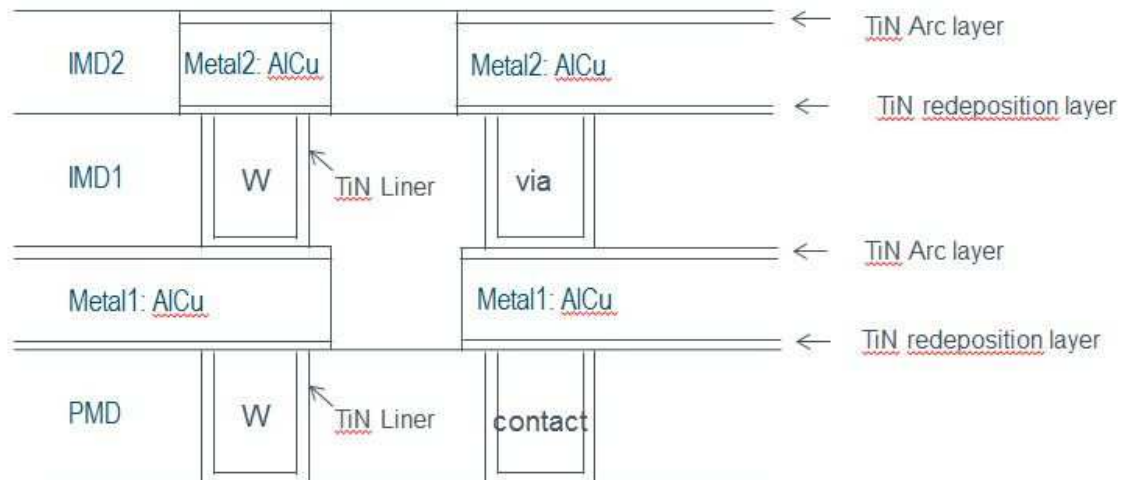 TiN Arc layer
IMD2
Metal2: AlCu
Metal2: AlCu
TiN redeposition layer
IMD1
W
TiN Liner
via
TiN Arc layer
Metal1: AlCu
Metal1: AlCu
TiN redeposition layer
PMD
W
TiN Liner
contact